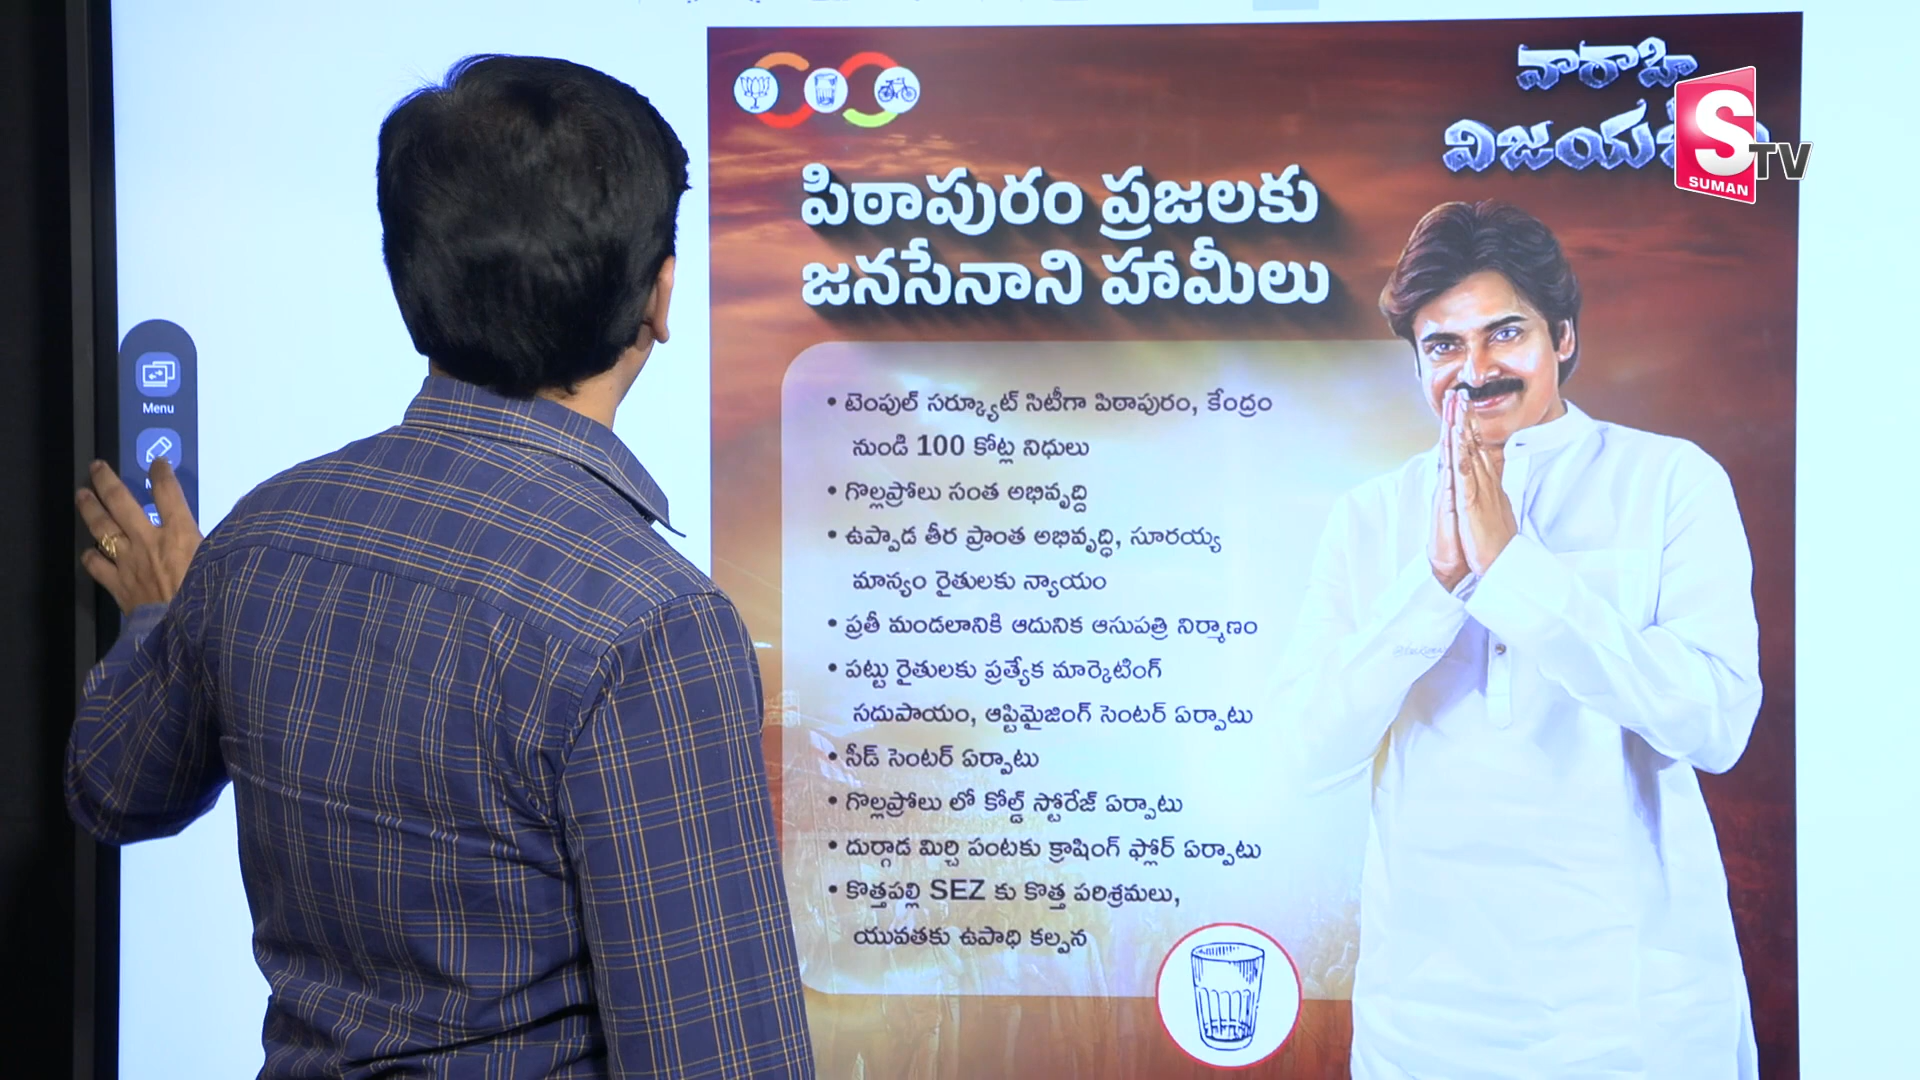 వారాహి
S
TV
SUMAN
పిఠాపురం ప్రజలకు
జనసేనాని హామీలు
Menu
• టెంపుల్ సర్క్యూట్ సిటీగా పిఠాపురం, కేంద్రం
నుండి 100 కోట్ల నిధులు
• గొల్లప్రోలు సంత అభివృద్ది
• ఉప్పాడ తీర ప్రాంత అభివృద్ధి, సూరయ్య
మాన్యం రైతులకు న్యాయం
• ప్రతీ మండలానికి ఆదునిక ఆసుపత్రి నిర్మాణం
• పట్టు రైతులకు ప్రత్యేక మార్కెటింగ్
సదుపాయం, ఆప్టిమైజింగ్ సెంటర్ ఏర్పాటు
• సీడ్ సెంటర్ ఏర్పాటు
• గొల్లప్రోలు లో కోల్డ్ స్టోరేజ్ ఏర్పాటు
• దుర్గాడ మిర్చి పంటకు క్రాషింగ్ ఫ్లోర్ ఏర్పాటు
• కొత్తపల్లి SEZ కు కొత్త పరిశ్రమలు,
యువతకు ఉపాధి కల్పన